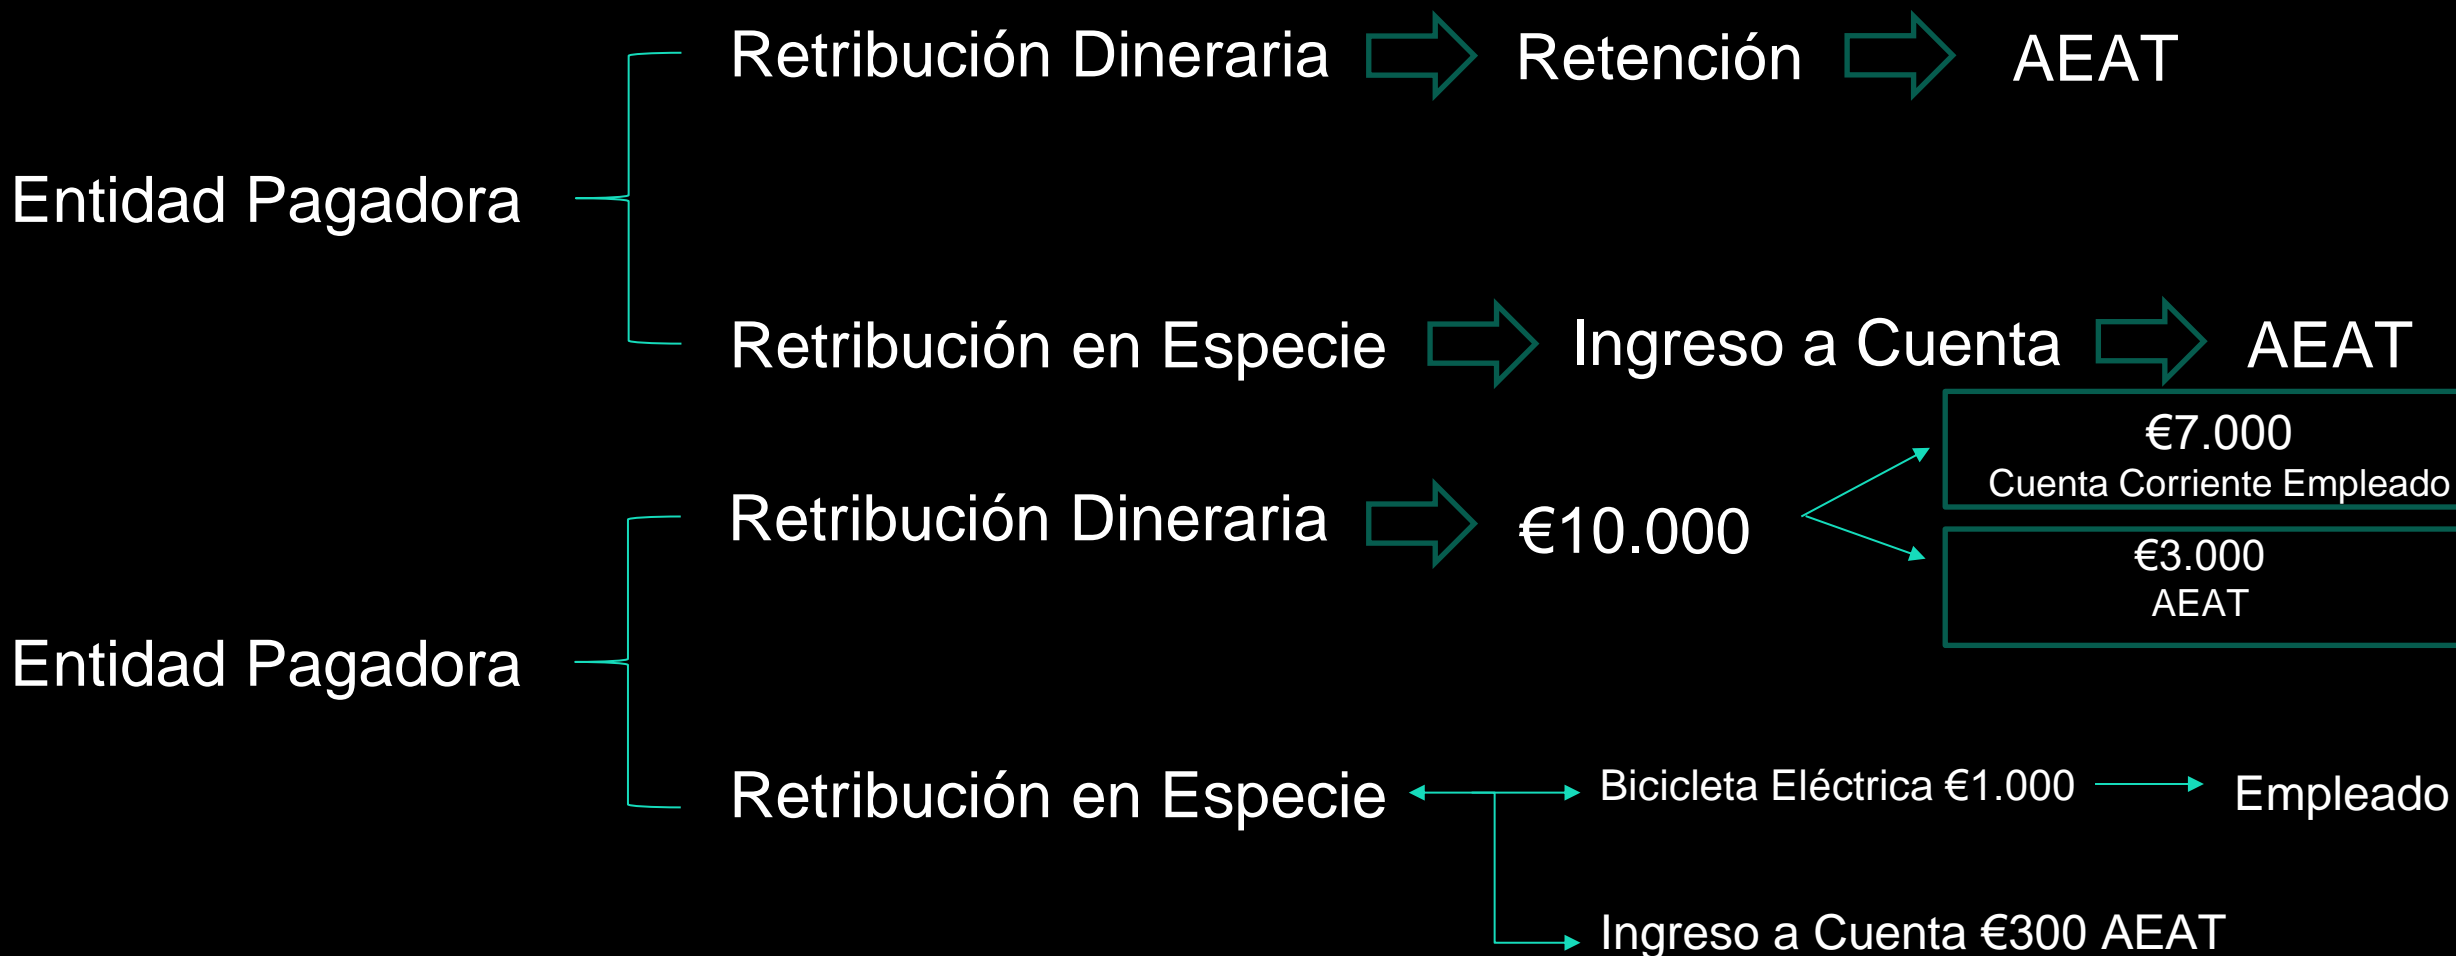 Retribución Dineraria Retención AEAT
Entidad Pagadora
Retribución en Especie Ingreso a Cuenta AEAT
€7.000
Cuenta Corriente Empleado
Retribución Dineraria €10.000
€3.000
AEAT
Entidad Pagadora
Retribución en Especie Bicicleta Eléctrica €1.000 Empleado
Ingreso a Cuenta €300 AEAT